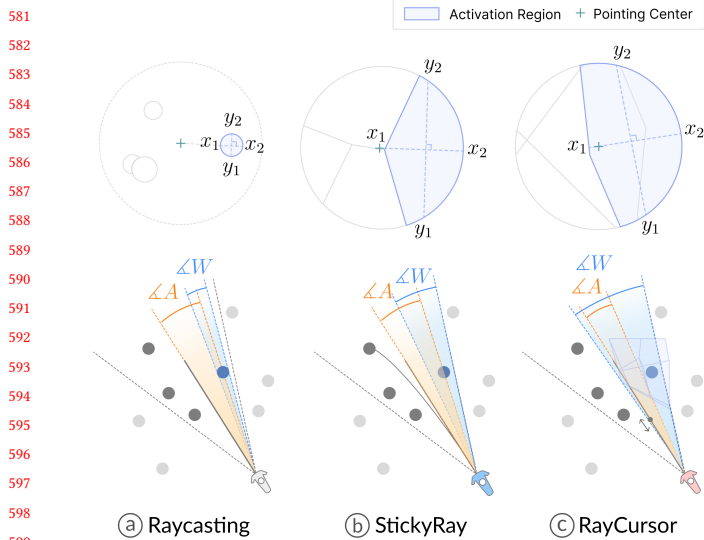 Activation Region + Pointing Center
581
582
583
584
585
586
587
588
589
590
591
592
593
594
595
596
597
598
y₂
x₁ x₂
y₁
y₂
x₁
x₂
y₁
y₂
x₁
x₂
y₁
∡W
∡A
∡W
∡A
∡W
∡A
a Raycasting
b StickyRay
c RayCursor